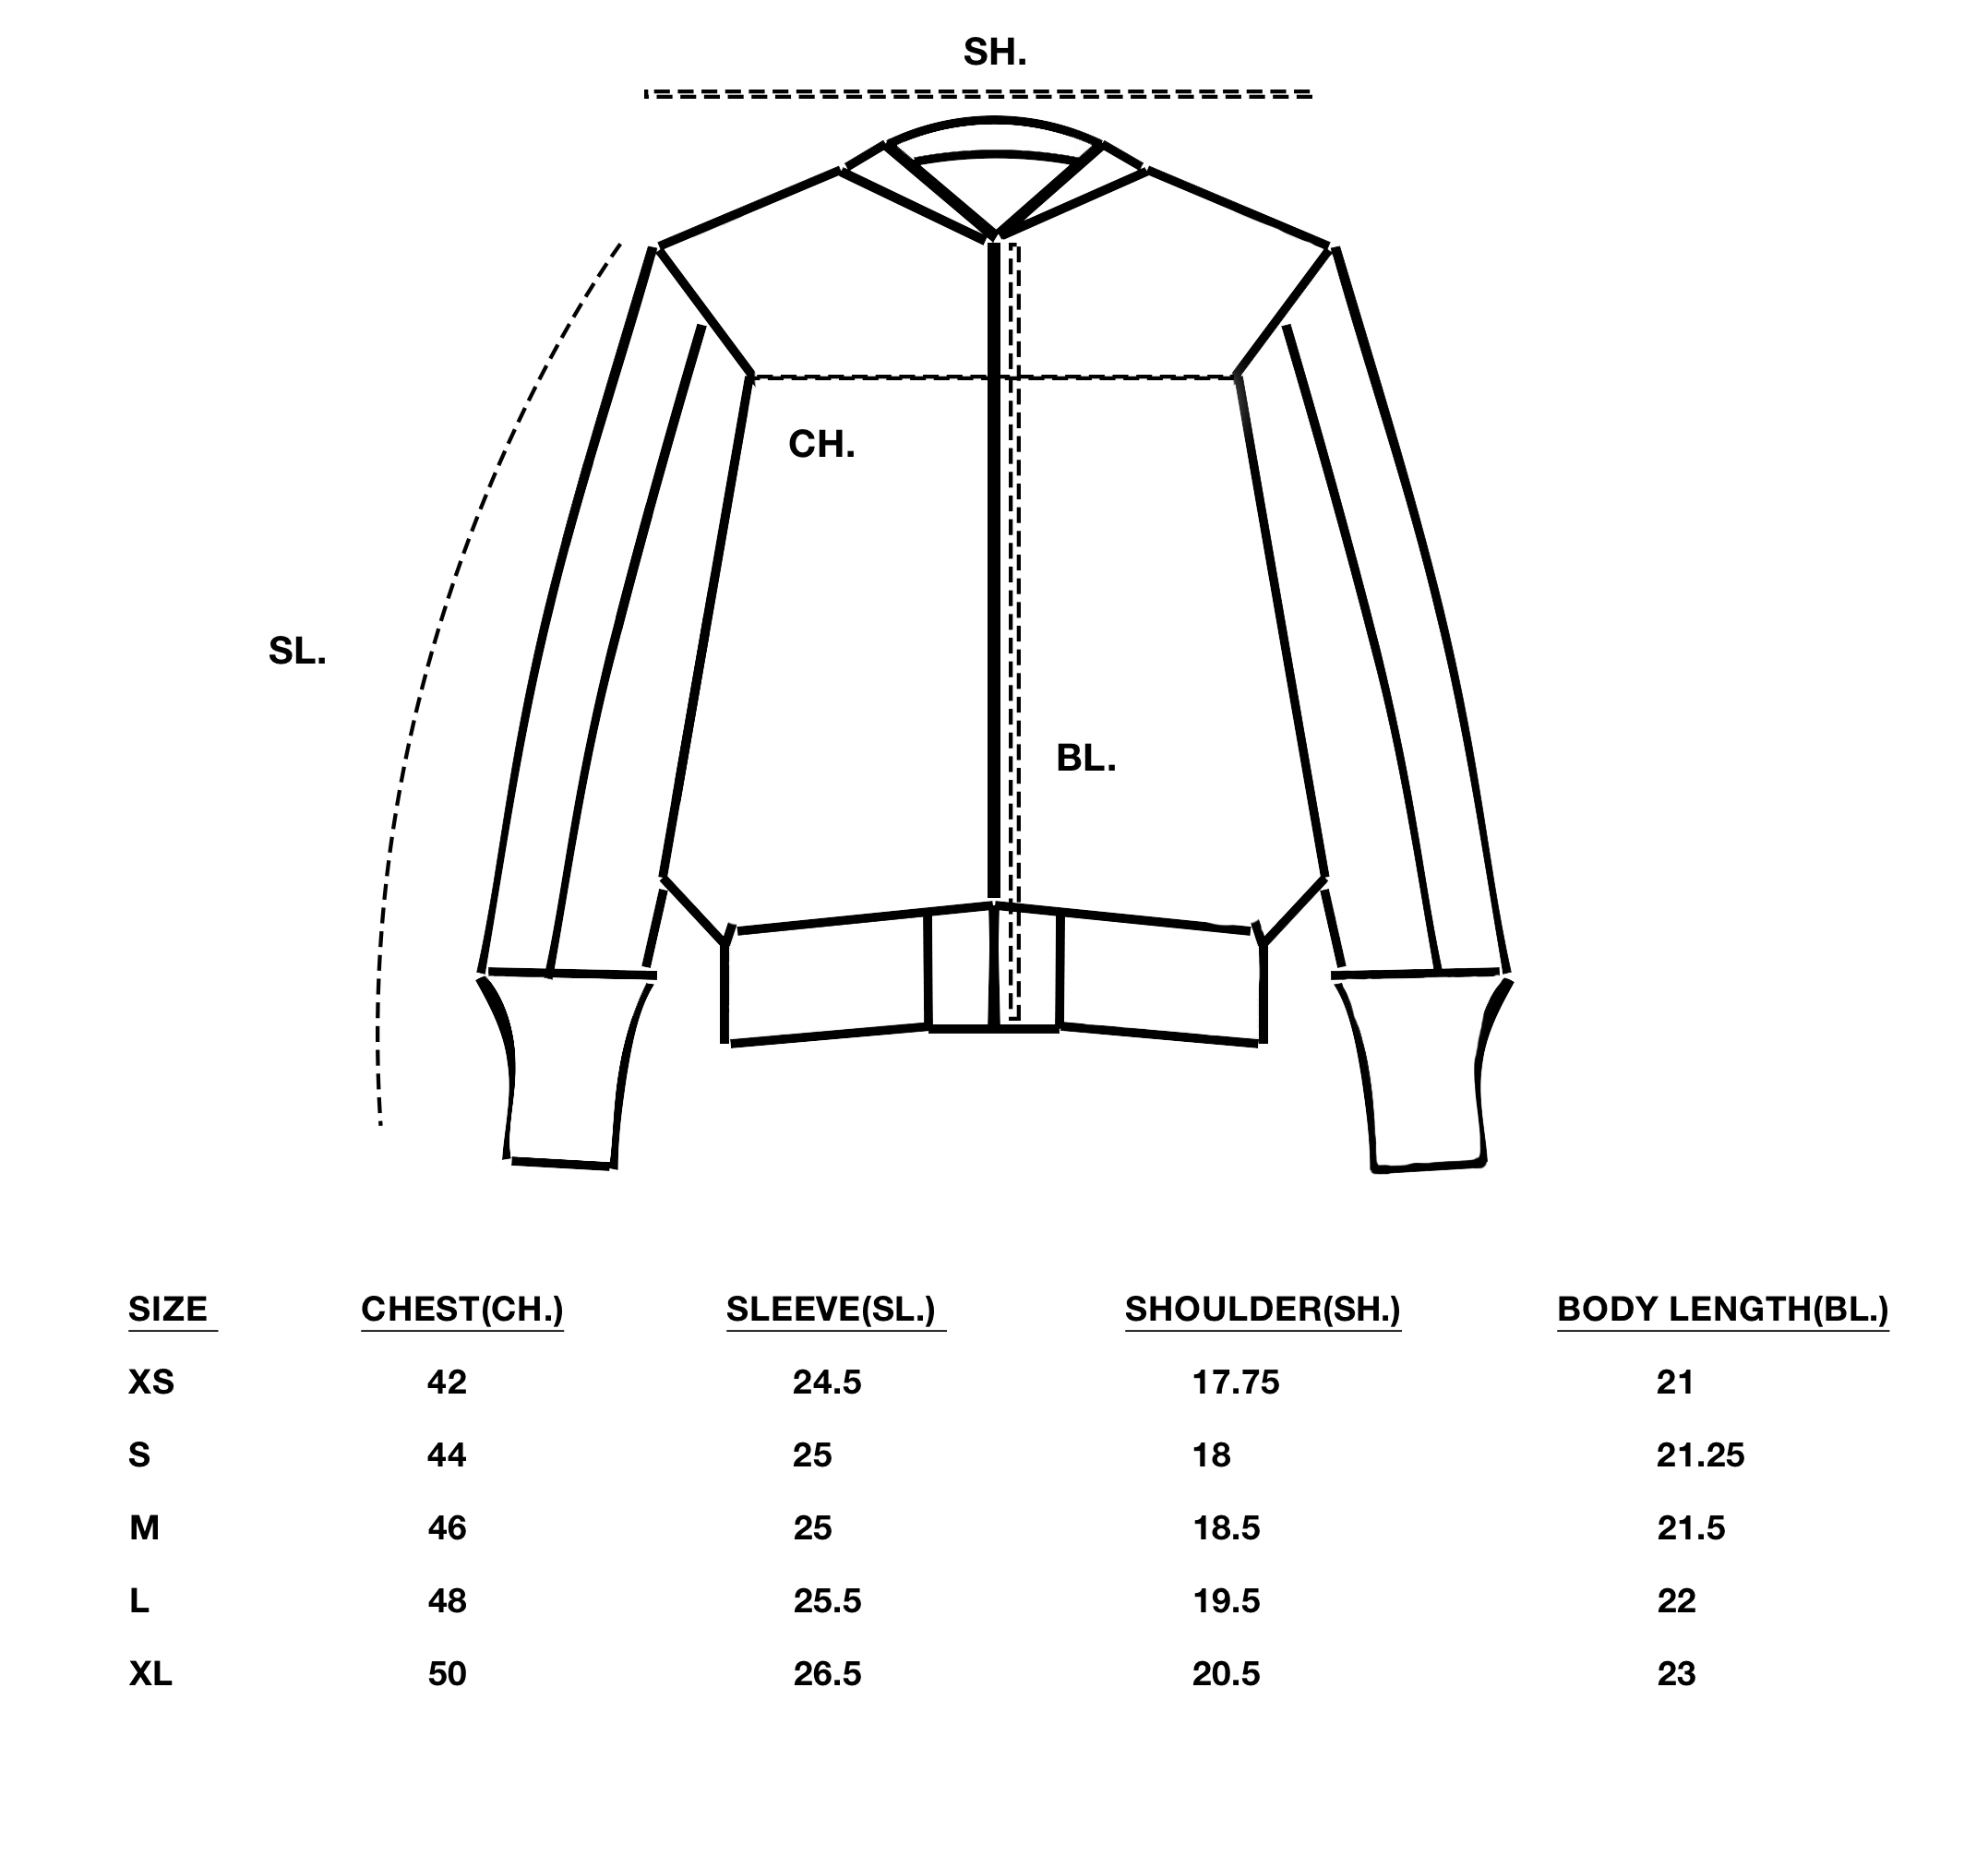 SH.
CH.
SL.
BL.
SIZE CHEST(CH.) SLEEVE(SL.) SHOULDER(SH.) BODY LENGTH(BL.)
XS 42 24.5 17.75 21
S 44 25 18 21.25
M 46 25 18.5 21.5
L 48 25.5 19.5 22
XL 50 26.5 20.5 23